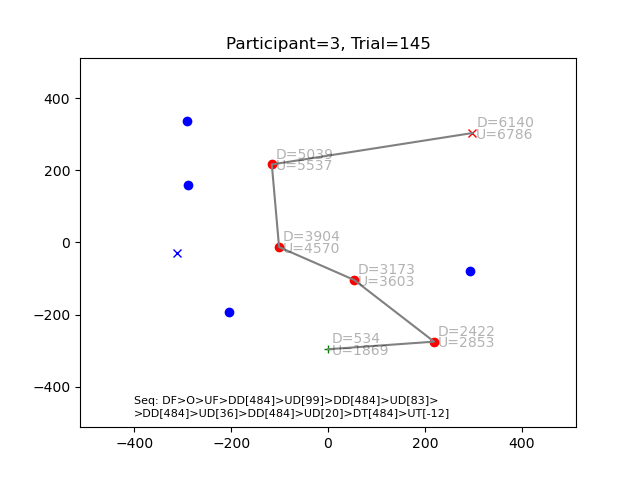 Participant=3, Trial=145
400
200
0
−200
−400
−400
−200
0
200
400
D=6140
U=6786
D=5039
U=5537
D=3904
U=4570
D=3173
U=3603
D=2422
U=2853
D=534
U=1869
Seq: DF>O>UF>DD[484]>UD[99]>DD[484]>UD[83]>
>DD[484]>UD[36]>DD[484]>UD[20]>DT[484]>UT[-12]